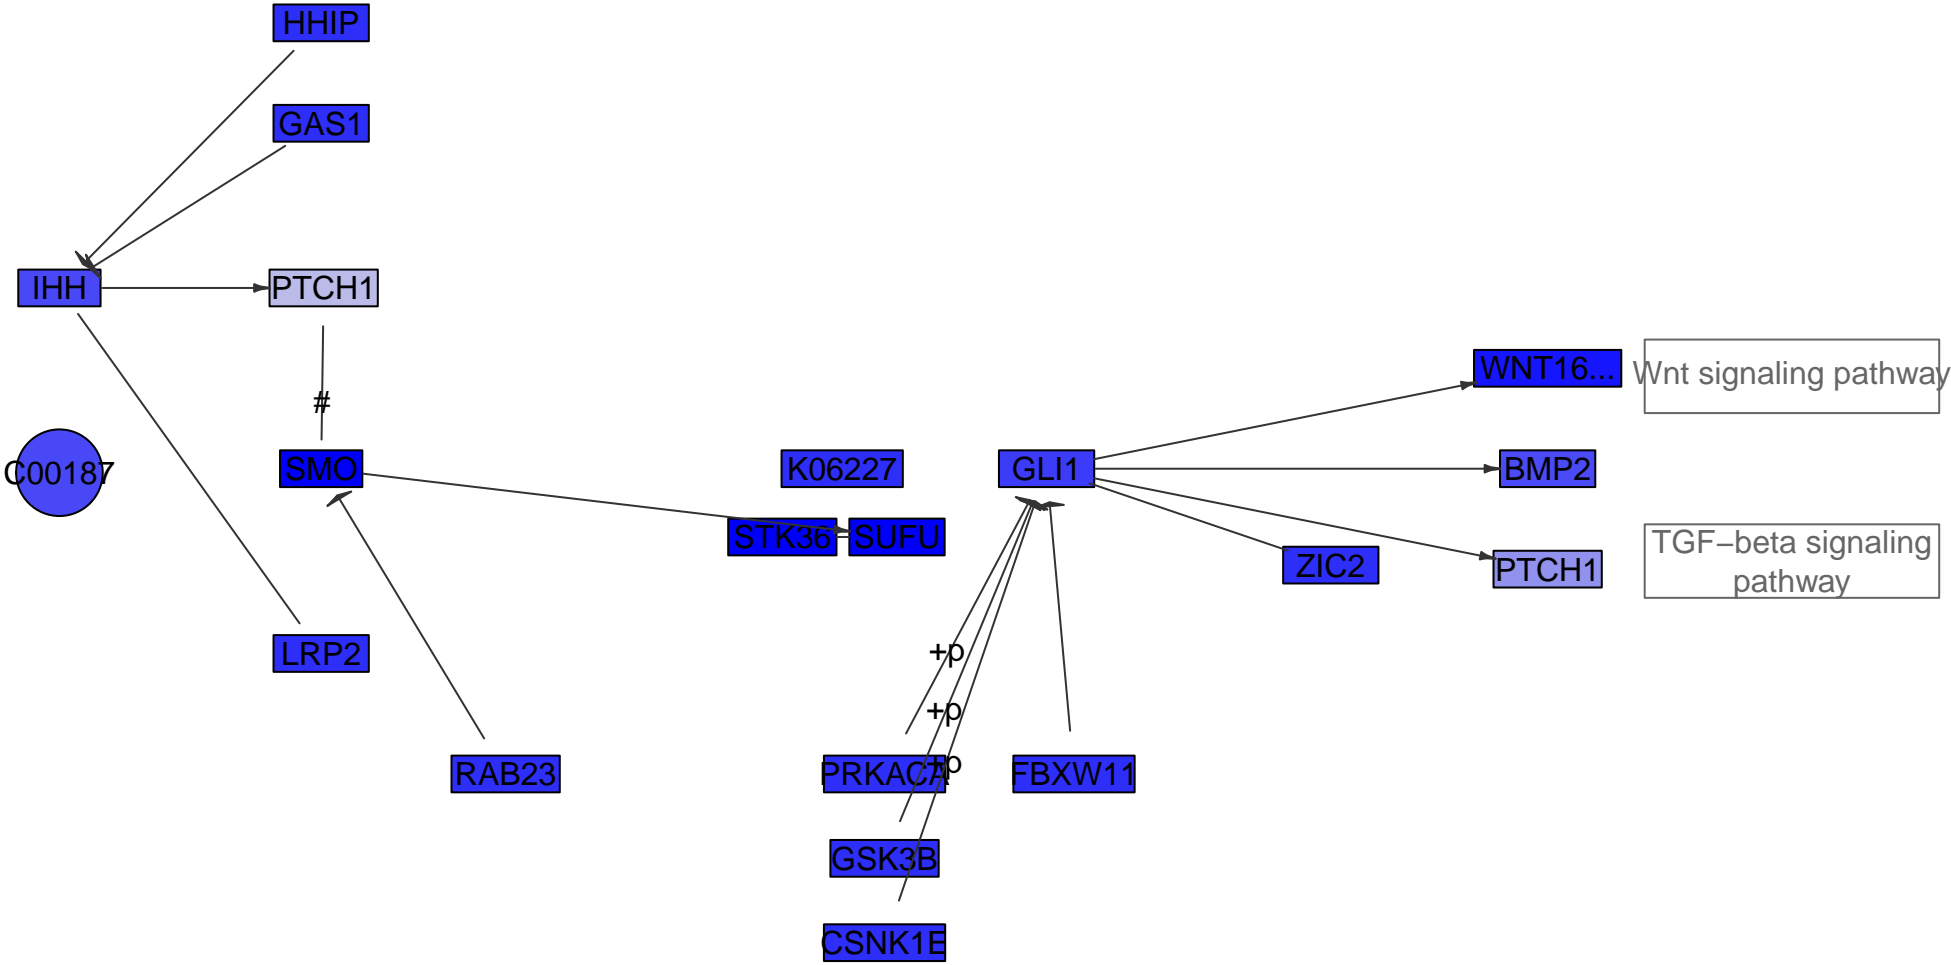 HHIP
GAS1
IHH
PTCH1
WNT16...
Wnt signaling pathway
#
C00187
SMO
K06227
GLI1
BMP2
STK36
SUFU
ZIC2
PTCH1
TGF−beta signaling
pathway
LRP2
+p
+p
+p
RAB23
PRKACA
FBXW11
GSK3B
CSNK1E